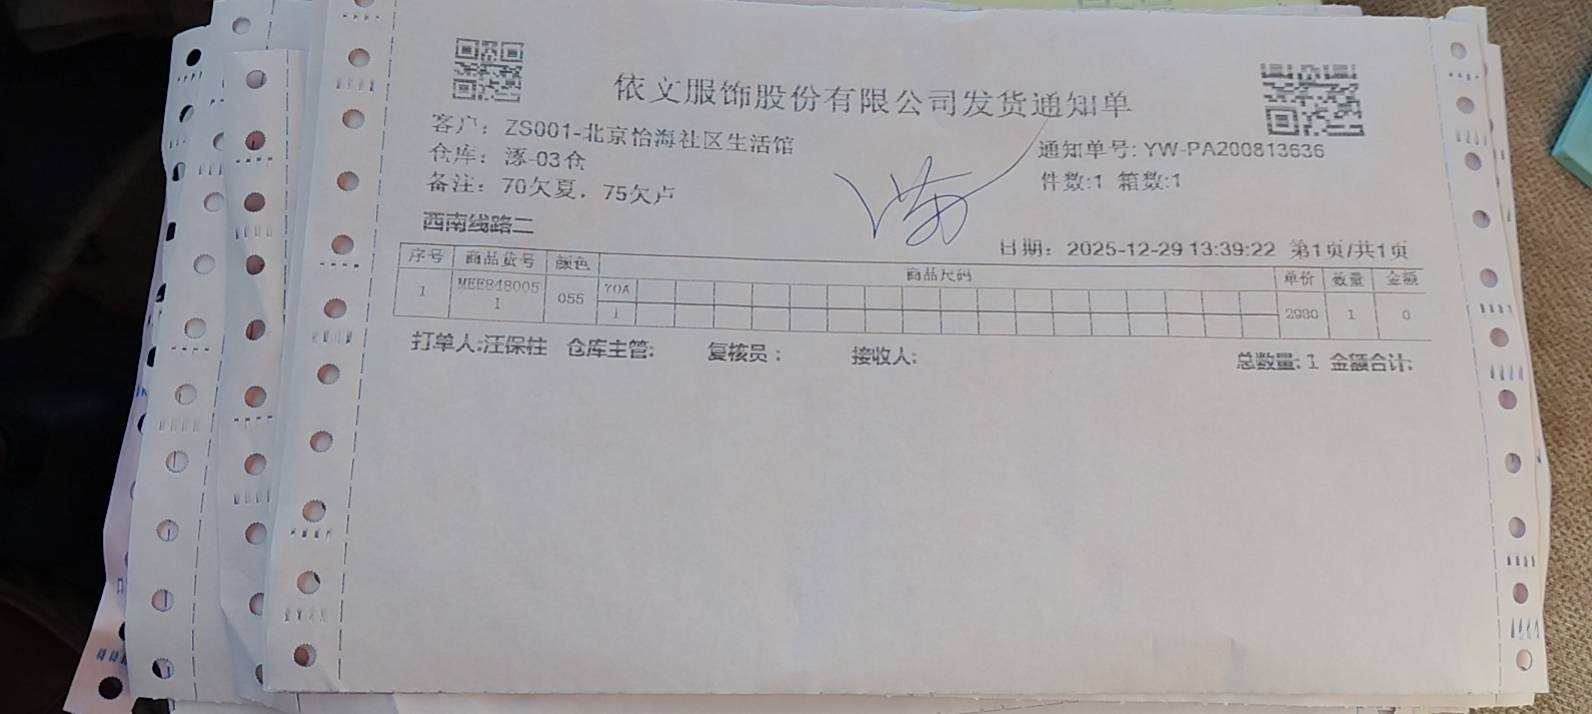 依文服饰股份有限公司发货通知单
客户: ZS001-北京怡海社区生活馆
通知单号: YW-PA200813636
仓库: 涿-03仓
件数:1 箱数:1
备注: 70欠夏. 75欠卢
西南线路二
日期: 2025-12-29 13:39:22 第1页/共1页
序号 商品货号 颜色 商品尺码 单价 数量 金额
1 MEE8480051 055 70A 1 2980 1 0
打单人:汪保柱 仓库主管: 复核员: 接收人: 总数量:1 金额合计: